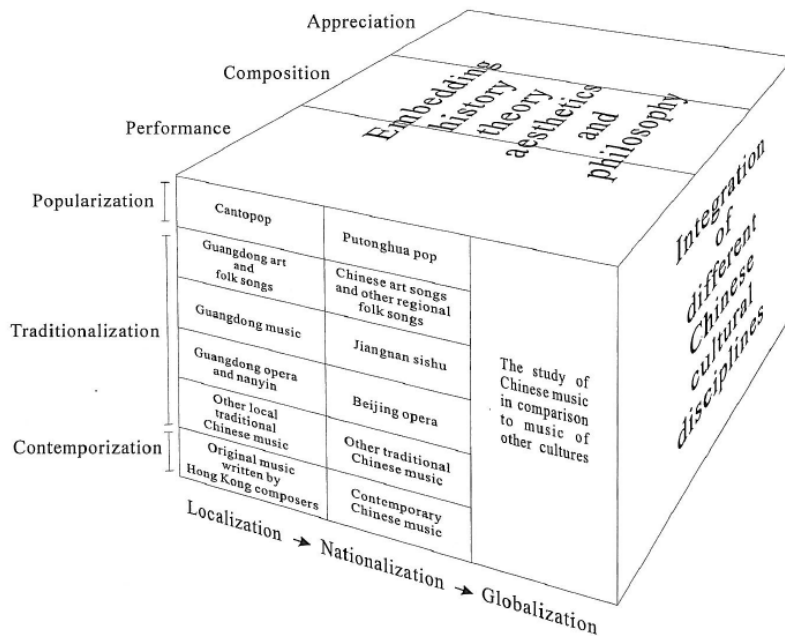 Appreciation
Composition
Performance
Embedding
history
theory
aesthetics
and
philosophy
Integration
of
different
Chinese
cultural
disciplines
Popularization
Traditionalization
Contemporization
Cantopop
Putonghua pop
Guangdong art
and
folk songs
Chinese art songs
and other regional
folk songs
Guangdong music
Jiangnan sishu
Guangdong opera
and nanyin
Beijing opera
Other local
traditional
Chinese music
Other traditional
Chinese music
Original music
written by
Hong Kong composers
Contemporary
Chinese music
The study of
Chinese music
in comparison
to music of
other cultures
Localization → Nationalization → Globalization